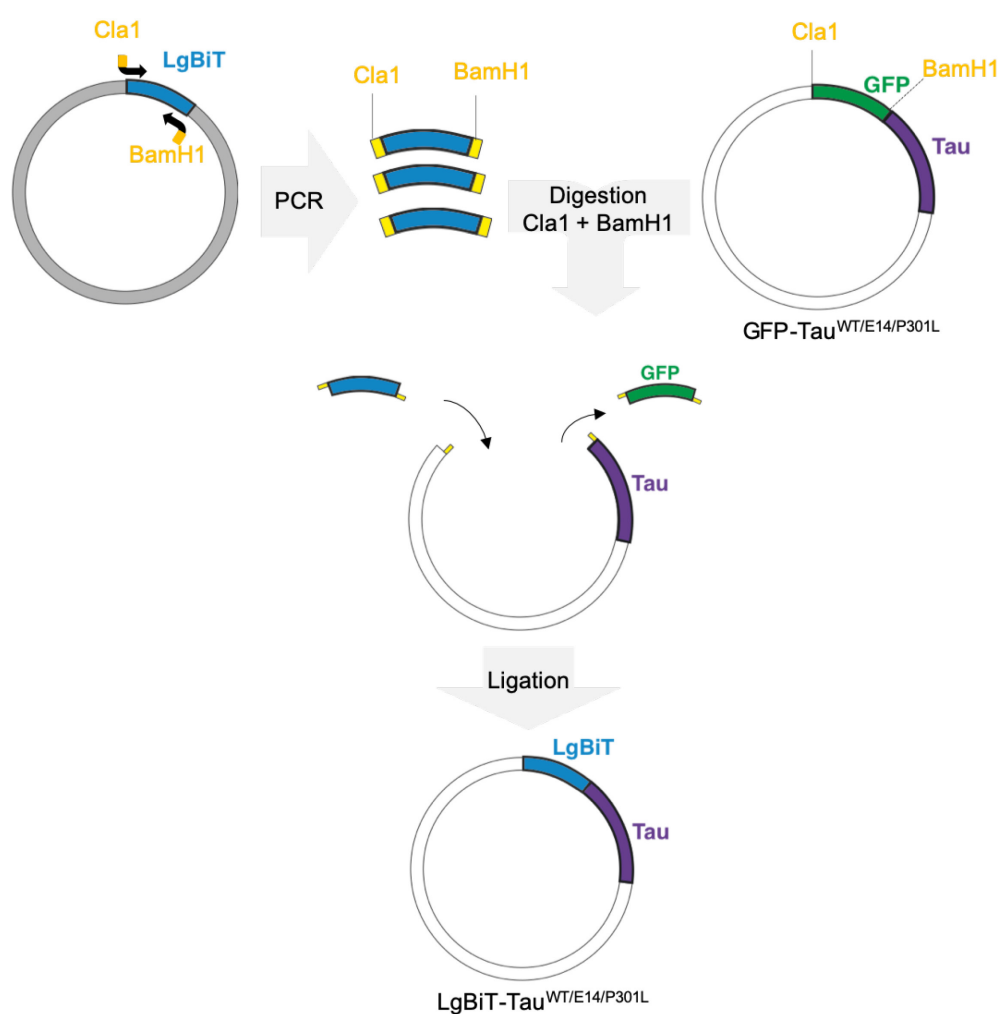 Cla1
LgBiT
BamH1
PCR
Cla1
BamH1
Digestion
Cla1 + BamH1
Cla1
GFP
BamH1
Tau
GFP-TauWT/E14/P301L
GFP
Tau
Ligation
LgBiT
Tau
LgBiT-TauWT/E14/P301L